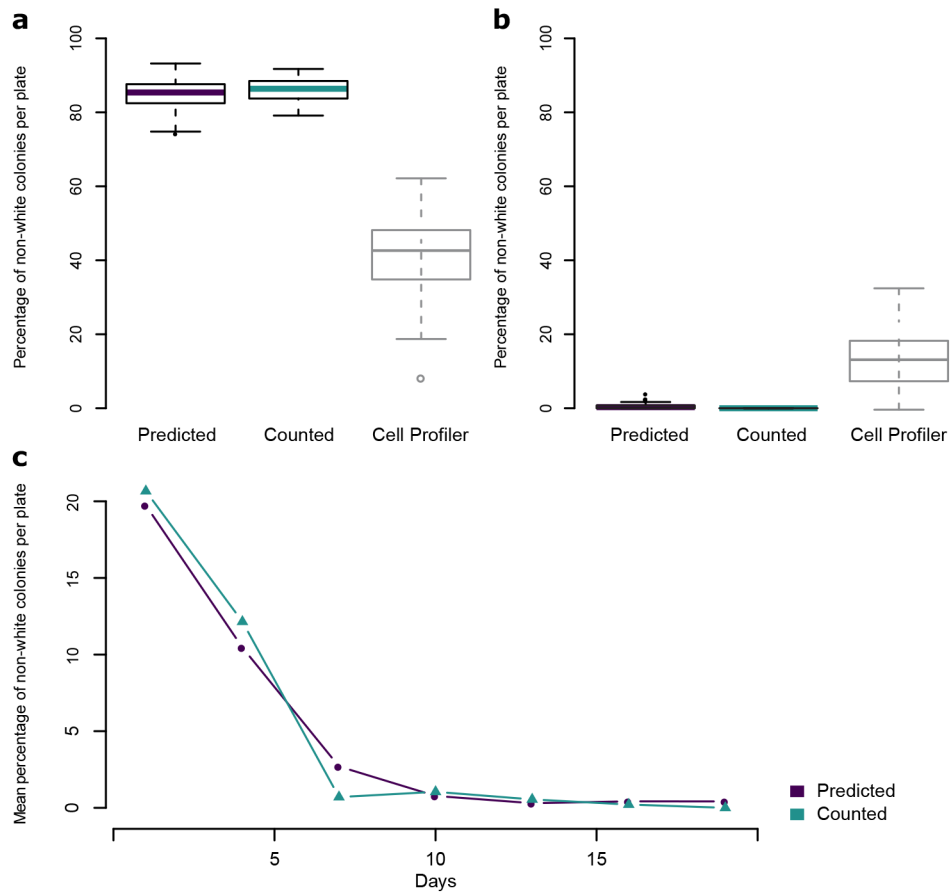 a
Percentage of non-white colonies per plate
100
80
60
40
20
0
Predicted Counted Cell Profiler
b
Percentage of non-white colonies per plate
100
80
60
40
20
0
Predicted Counted Cell Profiler
c
Mean percentage of non-white colonies per plate
20
15
10
5
0
5 10 15
Days
Predicted
Counted